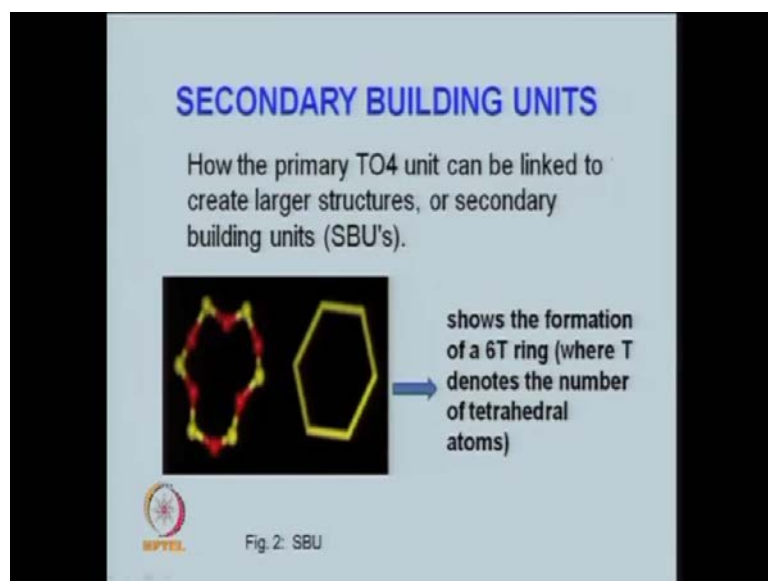 SECONDARY BUILDING UNITS
How the primary TO4 unit can be linked to
create larger structures, or secondary
building units (SBU's).
shows the formation
of a 6T ring (where T
denotes the number
of tetrahedral
atoms)
NPTEL
Fig. 2: SBU